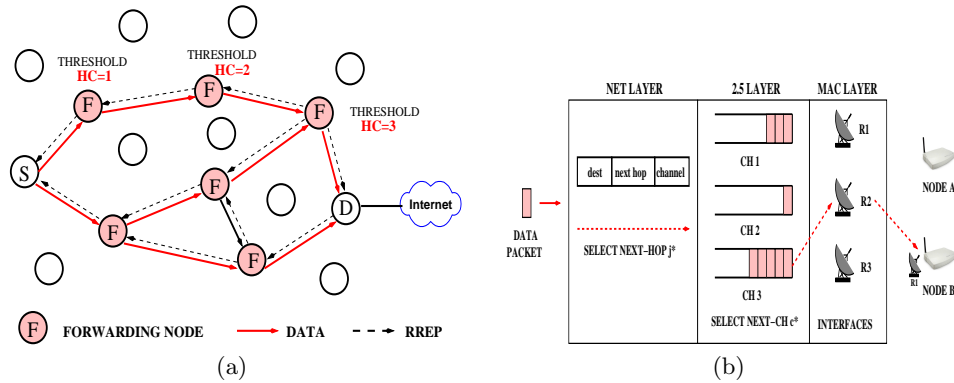 THRESHOLD
HC=1
THRESHOLD
HC=2
THRESHOLD
HC=3
F
F
F
S
F
F
F
D
Internet
F
FORWARDING NODE
DATA
RREP
(a)
NET LAYER
2.5 LAYER
MAC LAYER
dest
next hop
channel
DATA
PACKET
SELECT NEXT-HOP j*
CH 1
CH 2
CH 3
SELECT NEXT-CH c*
R1
R2
R3
INTERFACES
NODE A
R1
NODE B
(b)